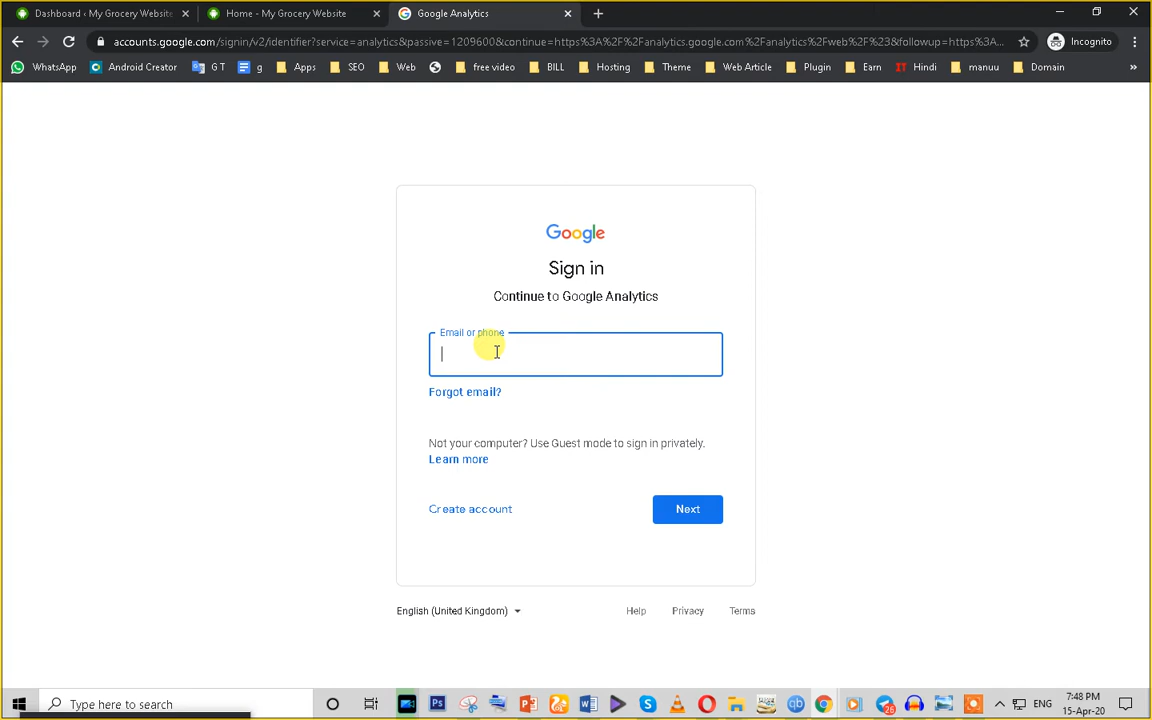 Dashboard ‹ My Grocery Website
Home - My Grocery Website
Google Analytics
accounts.google.com/signin/v2/identifier?service=analytics&passive=1209600&continue=https%3A%2F%2Fanalytics.google.com%2Fanalytics%2Fweb%2F%23&followup=https%3A...
Incognito
WhatsApp Android Creator G T g Apps SEO Web free video BILL Hosting Theme Web Article Plugin Earn Hindi manuu Domain »
Google
Sign in
Continue to Google Analytics
Email or phone
Forgot email?
Not your computer? Use Guest mode to sign in privately.
Learn more
Create account
Next
English (United Kingdom)
Help Privacy Terms
Type here to search
26
ENG
7:48 PM
15-Apr-20